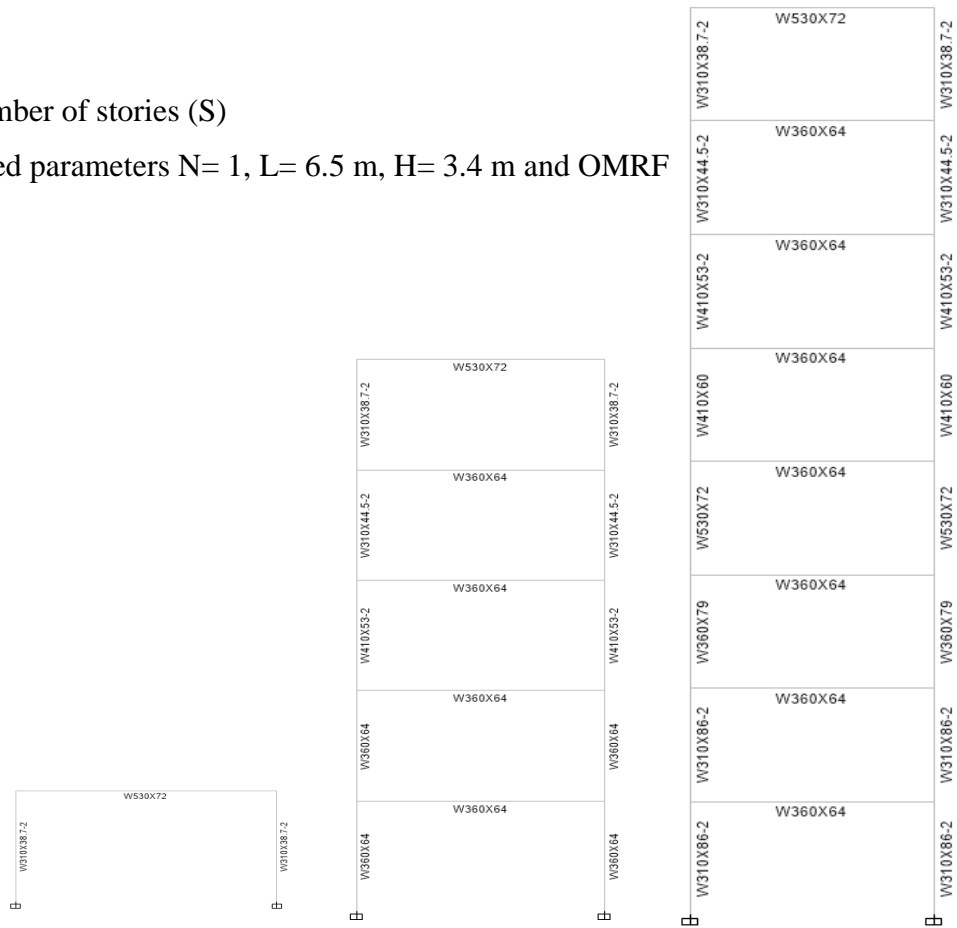 mber of stories (S)
ed parameters N= 1, L= 6.5 m, H= 3.4 m and OMRF
W530X72
W310X38.7-2
W310X38.7-2
W530X72
W310X38.7-2
W310X38.7-2
W360X64
W310X44.5-2
W310X44.5-2
W360X64
W410X53-2
W410X53-2
W360X64
W360X64
W360X64
W360X64
W360X64
W360X64
W530X72
W310X38.7-2
W310X38.7-2
W360X64
W310X44.5-2
W310X44.5-2
W360X64
W410X53-2
W410X53-2
W360X64
W410X60
W410X60
W360X64
W530X72
W530X72
W360X64
W360X79
W360X79
W360X64
W310X86-2
W310X86-2
W360X64
W310X86-2
W310X86-2